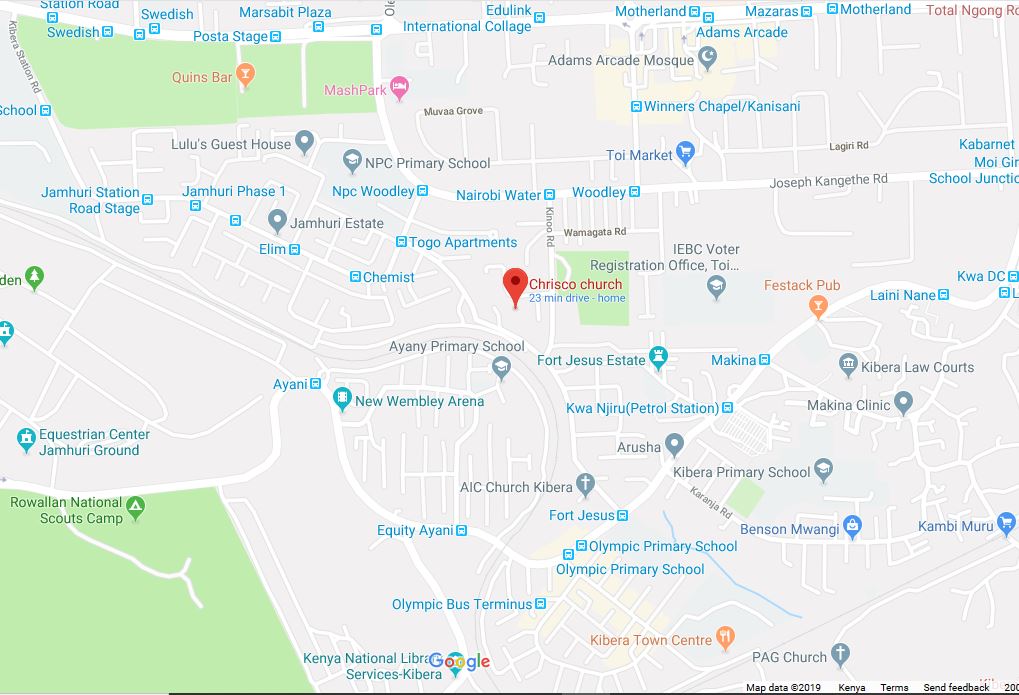 Station Road
Swedish
Marsabit Plaza
Ole
Edulink
International Collage
Motherland
Mazaras
Motherland
Total Ngong Ro
Swedish
Posta Stage
Adams Arcade
Kibera Station Rd
Quins Bar
Adams Arcade Mosque
MashPark
School
Muvaa Grove
Winners Chapel/Kanisani
Lulu's Guest House
NPC Primary School
Toi Market
Lagiri Rd
Kabarnet
Moi Gir
School Junctio
Jamhuri Station
Road Stage
Jamhuri Phase 1
Npc Woodley
Nairobi Water
Woodley
Joseph Kangethe Rd
Jamhuri Estate
Kinoo Rd
Wamagata Rd
Elim
Togo Apartments
IEBC Voter
Registration Office, Toi...
den
Chemist
Chrisco church
23 min drive - home
Festack Pub
Kwa DC
Laini Nane
L
Ayany Primary School
Fort Jesus Estate
Makina
Kibera Law Courts
Ayani
New Wembley Arena
Kwa Njiru(Petrol Station)
Makina Clinic
Equestrian Center
Jamhuri Ground
Arusha
Kibera Primary School
Rowallan National
Scouts Camp
AIC Church Kibera
Karanja Rd
Fort Jesus
Benson Mwangi
Kambi Muru
Equity Ayani
Olympic Primary School
Olympic Primary School
Olympic Bus Terminus
Kibera Town Centre
Kenya National Libra
Services-Kibera
Google
PAG Church
Map data ©2019
Kenya
Terms
Send feedback
200